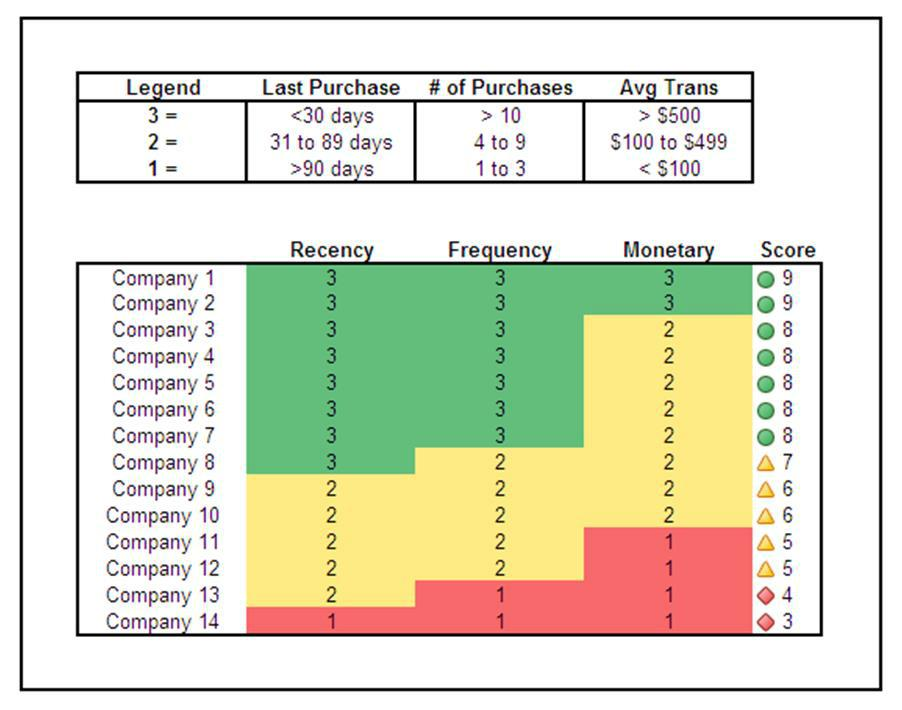 Legend Last Purchase # of Purchases Avg Trans
3 = <30 days > 10 > $500
2 = 31 to 89 days 4 to 9 $100 to $499
1 = >90 days 1 to 3 < $100
Recency Frequency Monetary Score
Company 1 3 3 3 9
Company 2 3 3 3 9
Company 3 3 3 2 8
Company 4 3 3 2 8
Company 5 3 3 2 8
Company 6 3 3 2 8
Company 7 3 3 2 8
Company 8 3 2 2 7
Company 9 2 2 2 6
Company 10 2 2 2 6
Company 11 2 2 1 5
Company 12 2 2 1 5
Company 13 2 1 1 4
Company 14 1 1 1 3